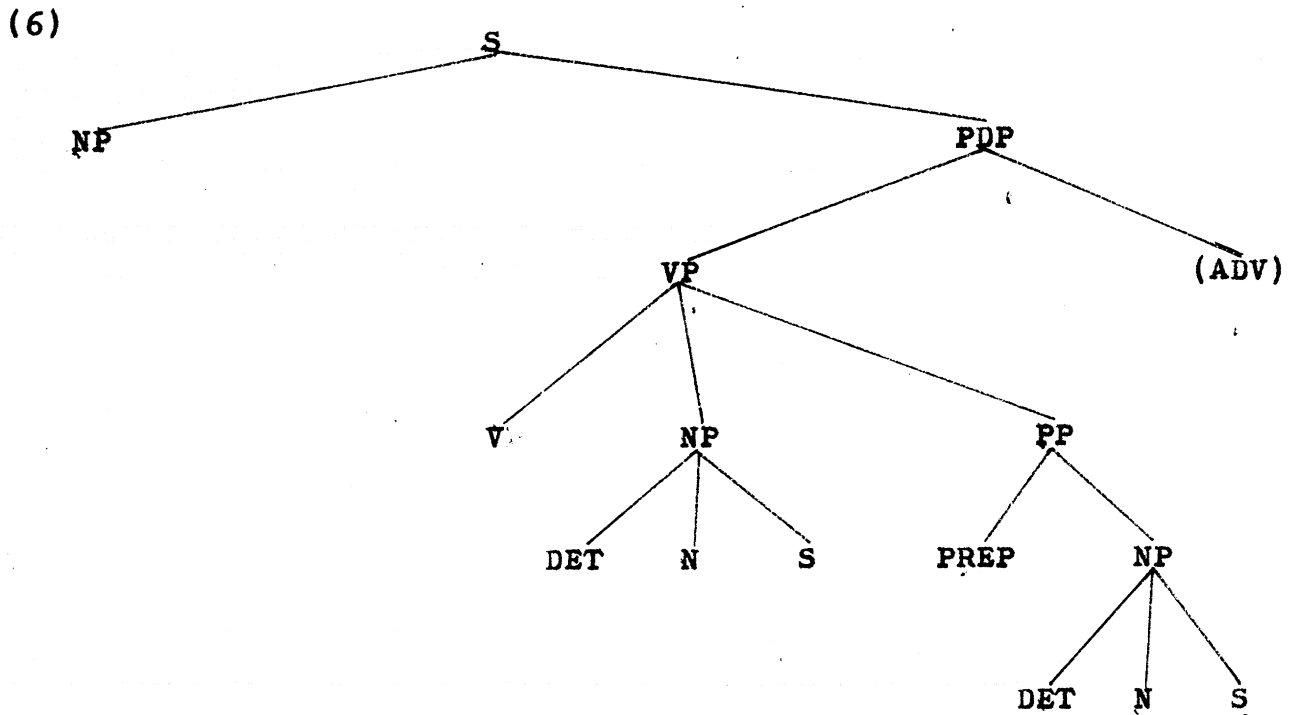 (6)
S
NP PDP
VP (ADV)
V NP PP
DET N S PREP NP
DET N S